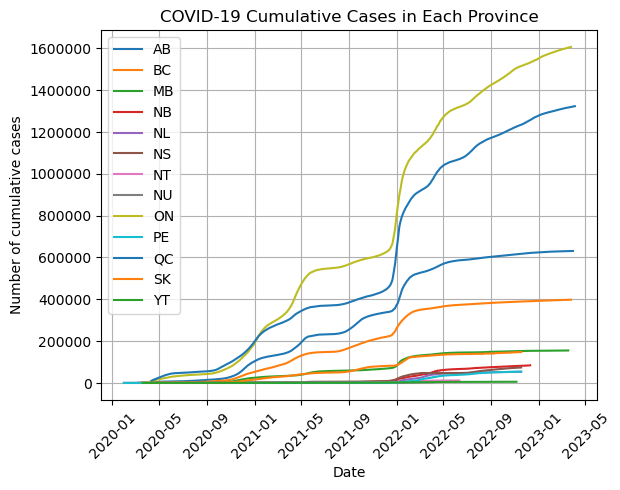 COVID-19 Cumulative Cases in Each Province
Number of cumulative cases
1600000
1400000
1200000
1000000
800000
600000
400000
200000
0
AB
BC
MB
NB
NL
NS
NT
NU
ON
PE
QC
SK
YT
2020-01
2020-05
2020-09
2021-01
2021-05
2021-09
2022-01
2022-05
2022-09
2023-01
2023-05
Date